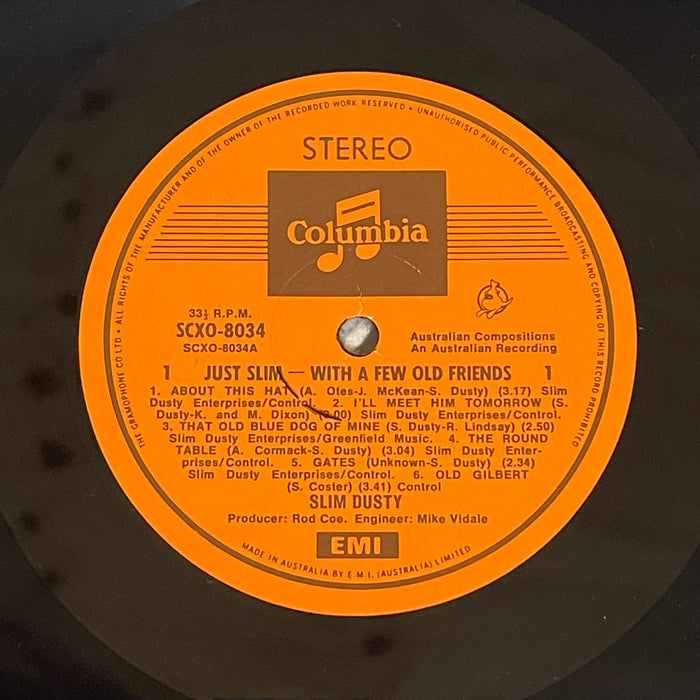 THE GRAMOPHONE CO LTD • ALL RIGHTS OF THE MANUFACTURER AND OF THE OWNER OF THE RECORDED WORK RESERVED • UNAUTHORISED PUBLIC PERFORMANCE BROADCASTING AND COPYING OF THIS RECORD PROHIBITED
STEREO
Columbia
33⅓ R.P.M.
SCXO-8034
SCXO-8034A
Australian Compositions
An Australian Recording
1 JUST SLIM — WITH A FEW OLD FRIENDS 1
1. ABOUT THIS HAT (A. Otes-J. McKean-S. Dusty) (3.17) Slim
Dusty Enterprises/Control. 2. I'LL MEET HIM TOMORROW (S.
Dusty-K. and M. Dixon) (3.00) Slim Dusty Enterprises/Control.
3. THAT OLD BLUE DOG OF MINE (S. Dusty-R. Lindsay) (2.50)
Slim Dusty Enterprises/Greenfield Music. 4. THE ROUND
TABLE (A. Cormack-S. Dusty) (3.04) Slim Dusty Enter-
prises/Control. 5. GATES (Unknown-S. Dusty) (2.34)
Slim Dusty Enterprises/Control. 6. OLD GILBERT
(S. Coster) (3.41) Control
SLIM DUSTY
Producer: Rod Coe. Engineer: Mike Vidale
EMI
MADE IN AUSTRALIA BY E.M.I. (AUSTRALIA) LIMITED